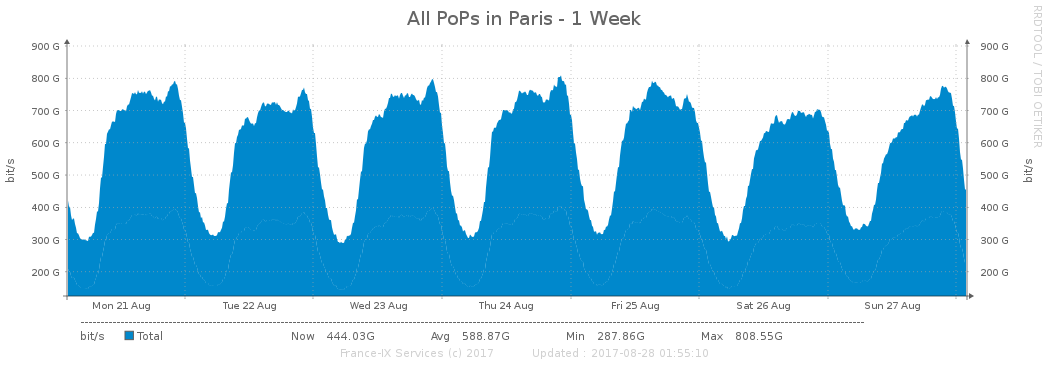 All PoPs in Paris - 1 Week
RRDTOOL / TOBI OETIKER
900 G 900 G
800 G 800 G
700 G 700 G
600 G 600 G
500 G 500 G
400 G 400 G
300 G 300 G
200 G 200 G
bit/s bit/s
Mon 21 Aug Tue 22 Aug Wed 23 Aug Thu 24 Aug Fri 25 Aug Sat 26 Aug Sun 27 Aug
bit/s Total Now 444.03G Avg 588.87G Min 287.86G Max 808.55G
France-IX Services (c) 2017 Updated : 2017-08-28 01:55:10